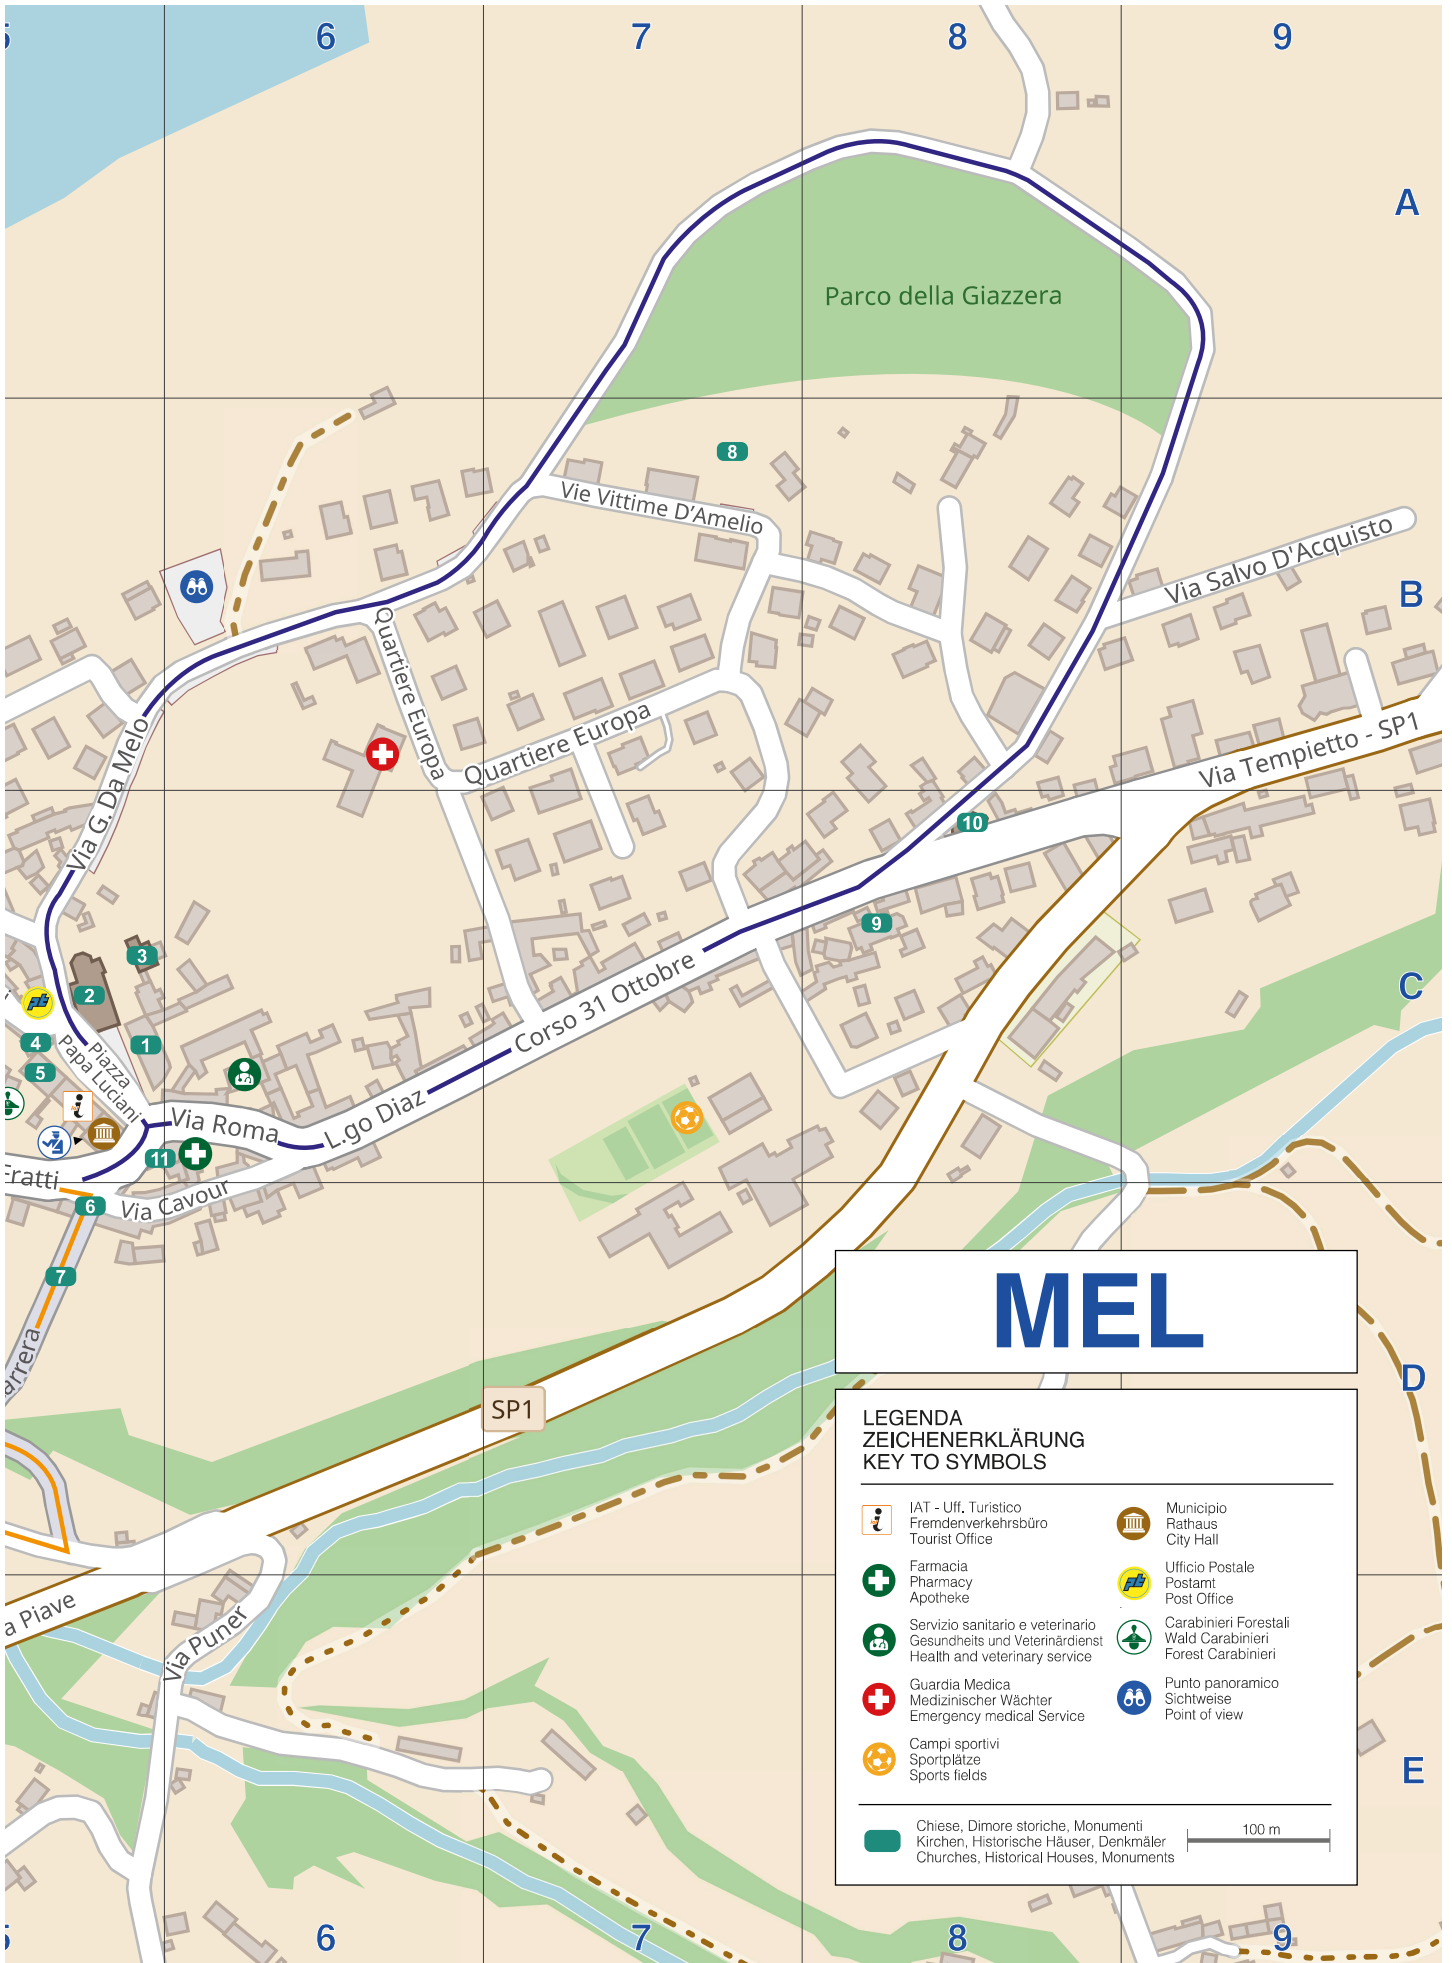 5
6
7
8
9
A
Parco della Giazzera
8
Vie Vittime D'Amelio
Via Salvo D'Acquisto
B
Quartiere Europa
Quartiere Europa
Via G. Da Melo
Via Tempietto - SP1
10
9
3
2
C
4
1
5
Piazza
Papa Luciani
Corso 31 Ottobre
L.go Diaz
Via Roma
11
Fratti
Via Cavour
6
7
arrera
MEL
D
SP1
LEGENDA
ZEICHENERKLÄRUNG
KEY TO SYMBOLS
IAT - Uff. Turistico
Fremdenverkehrsbüro
Tourist Office
Municipio
Rathaus
City Hall
Farmacia
Pharmacy
Apotheke
Ufficio Postale
Postamt
Post Office
Servizio sanitario e veterinario
Gesundheits und Veterinärdienst
Health and veterinary service
Carabinieri Forestali
Wald Carabinieri
Forest Carabinieri
Guardia Medica
Medizinischer Wächter
Emergency medical Service
Punto panoramico
Sichtweise
Point of view
Campi sportivi
Sportplätze
Sports fields
Chiese, Dimore storiche, Monumenti
Kirchen, Historische Häuser, Denkmäler
Churches, Historical Houses, Monuments
100 m
a Piave
Via Puner
E
5
6
7
8
9